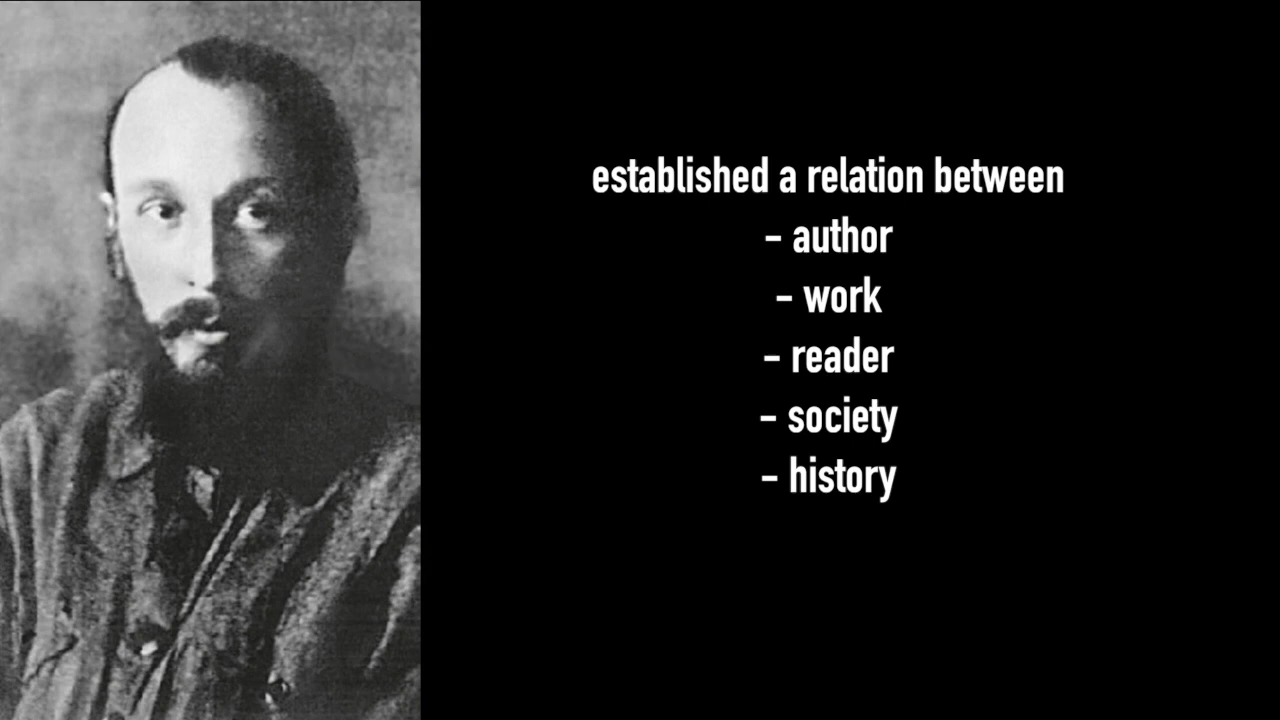 established a relation between
– author
– work
– reader
– society
– history